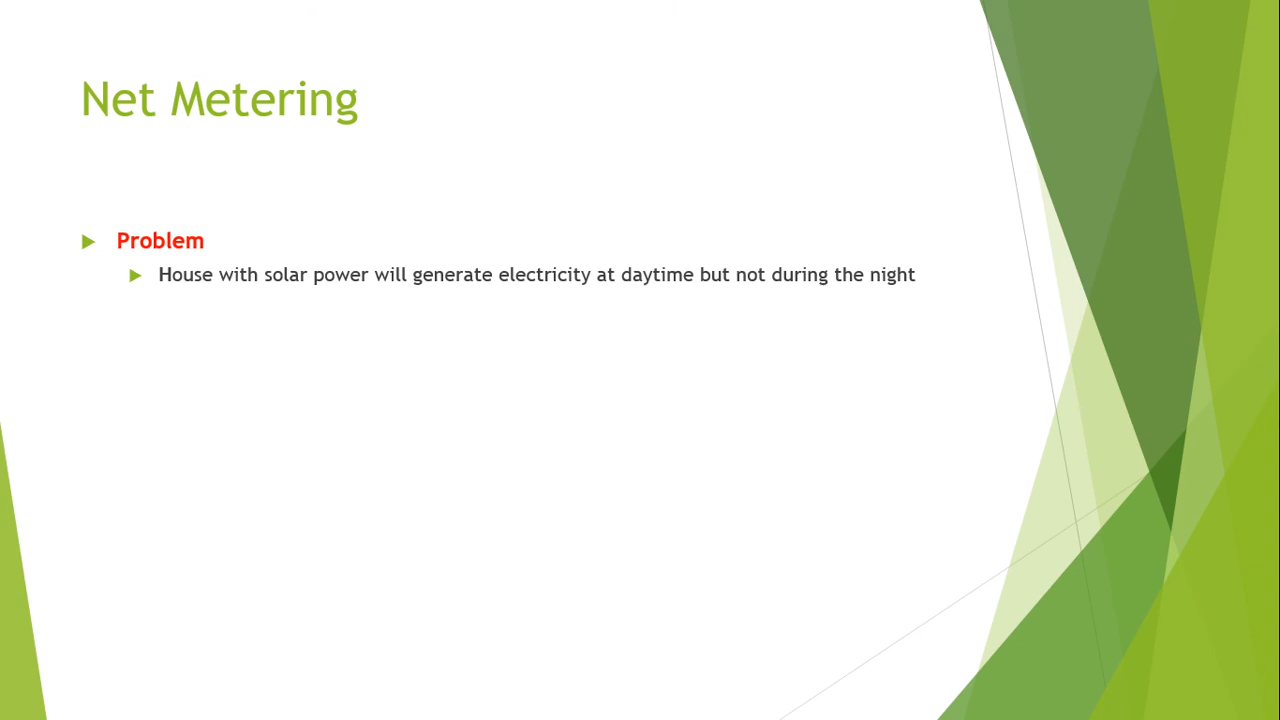 Net Metering
Problem
House with solar power will generate electricity at daytime but not during the night